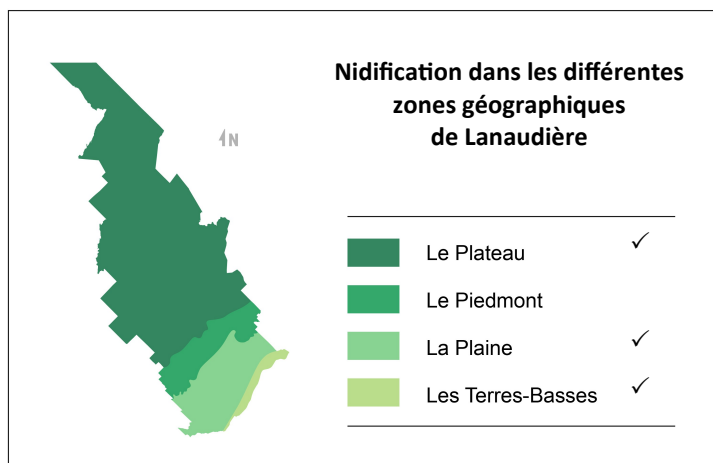 Nidification dans les différentes
zones géographiques
de Lanaudière
N
Le Plateau ✓
Le Piedmont
La Plaine ✓
Les Terres-Basses ✓